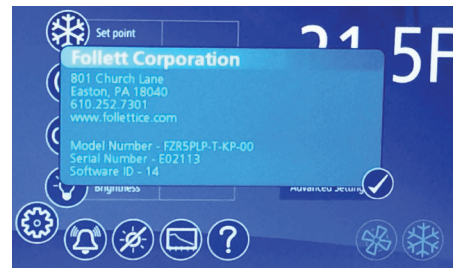 Set point
21.5F
Follett Corporation
801 Church Lane
Easton, PA 18040
610.252.7301
www.follettice.com
Model Number - FZR5PLP-T-KP-00
Serial Number - E02113
Software ID - 14
Brightness
Advanced Setting
?